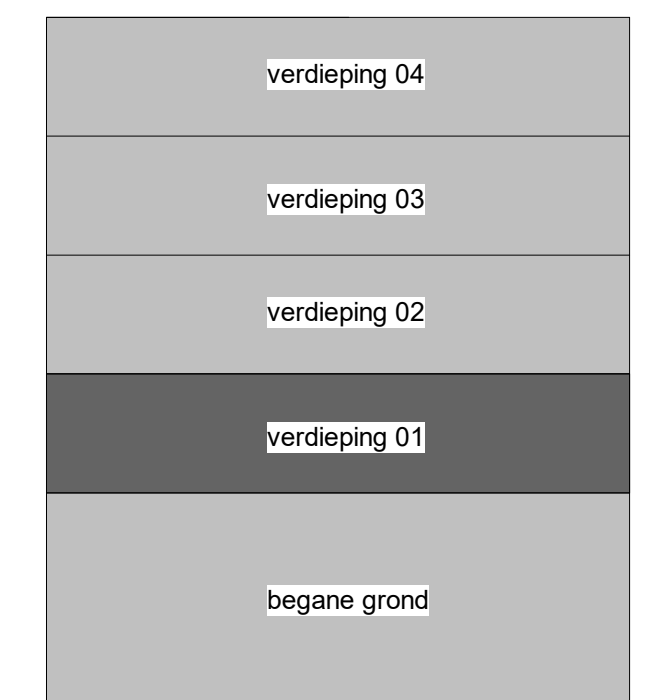 verdieping 04
verdieping 03
verdieping 02
verdieping 01
begane grond